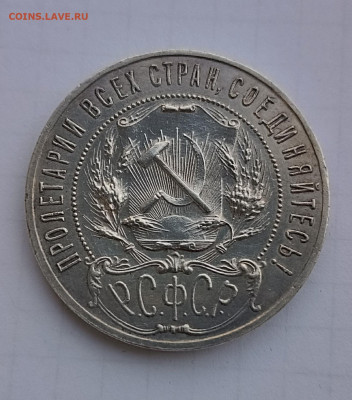 COINS.LAVE.RU
ПРОЛЕТАРИИ ВСЕХ СТРАН, СОЕДИНЯЙТЕСЬ!
Р.С.Ф.С.Р.